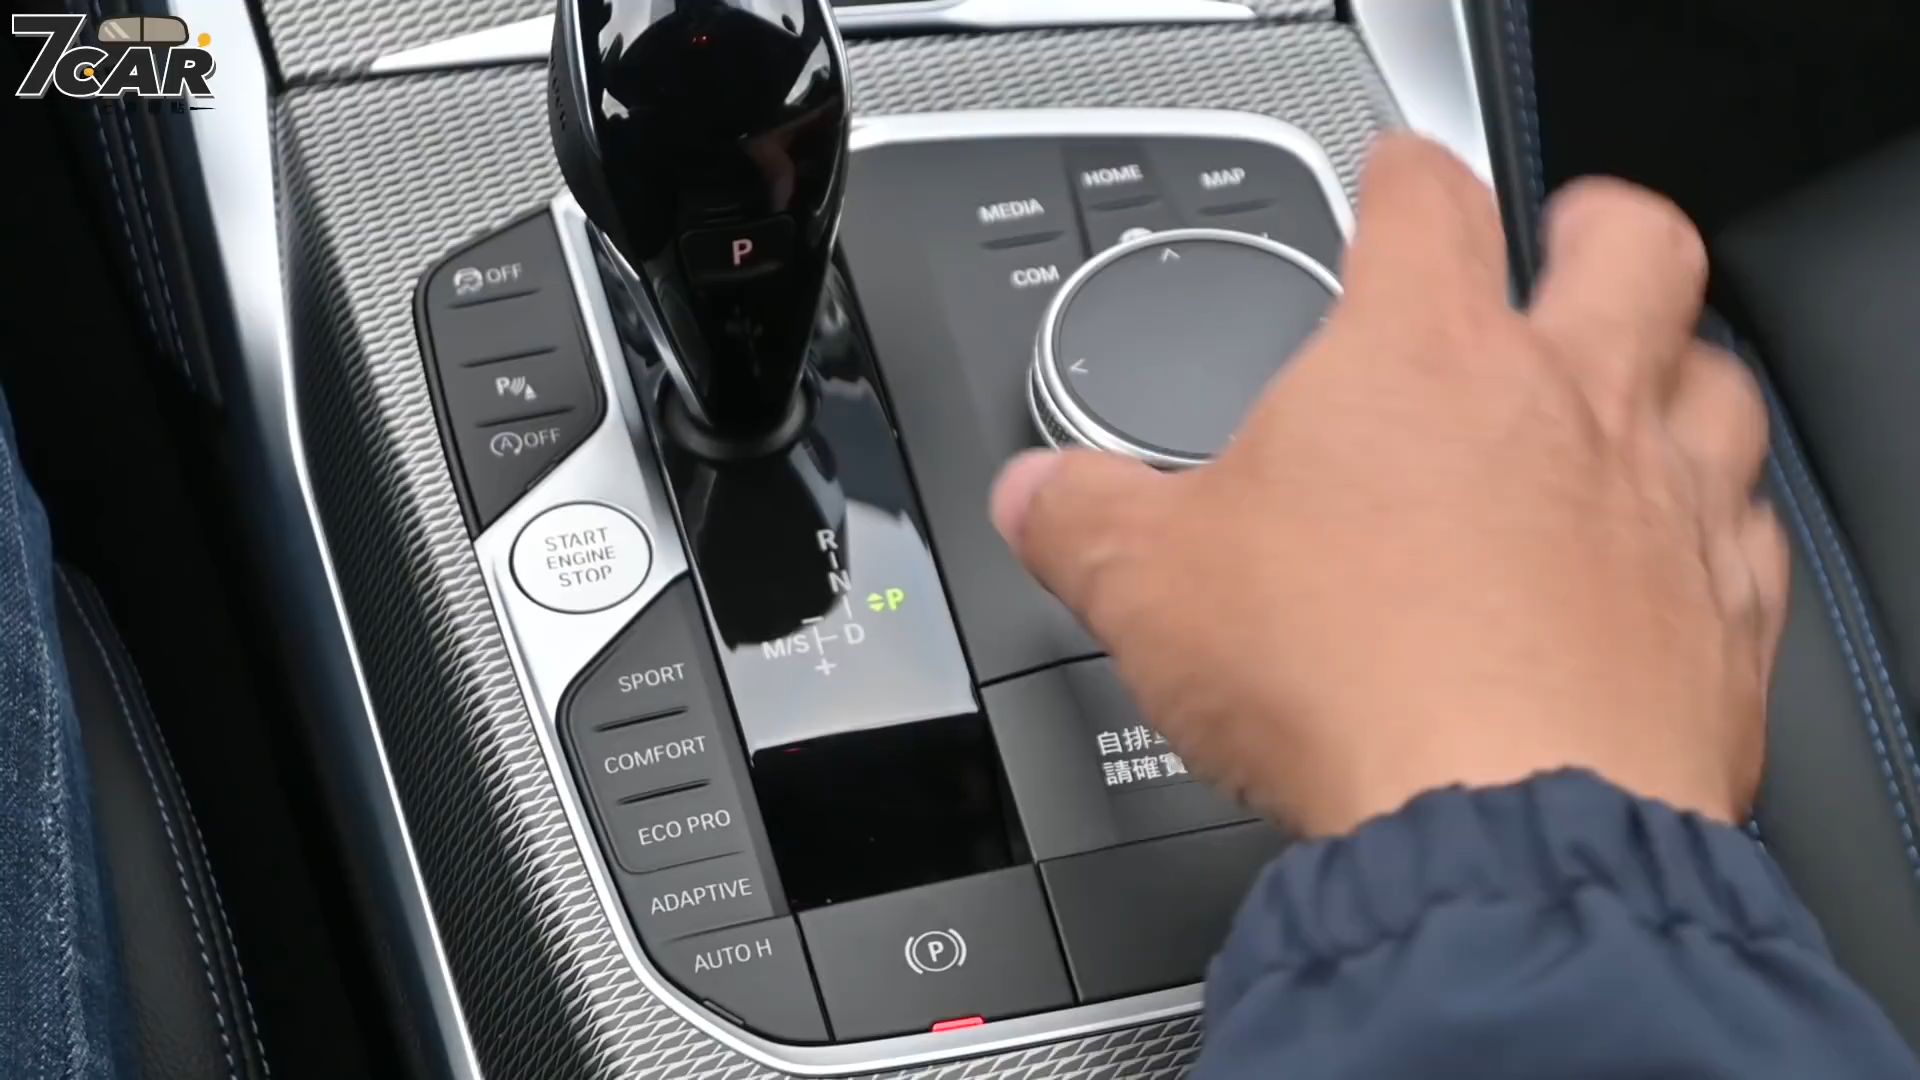 7CAR
OFF
P
A OFF
START
ENGINE
STOP
SPORT
COMFORT
ECO PRO
ADAPTIVE
AUTO H
P
R
N
P
M/S
D
+
P
MEDIA
HOME
MAP
COM
自排
請確實